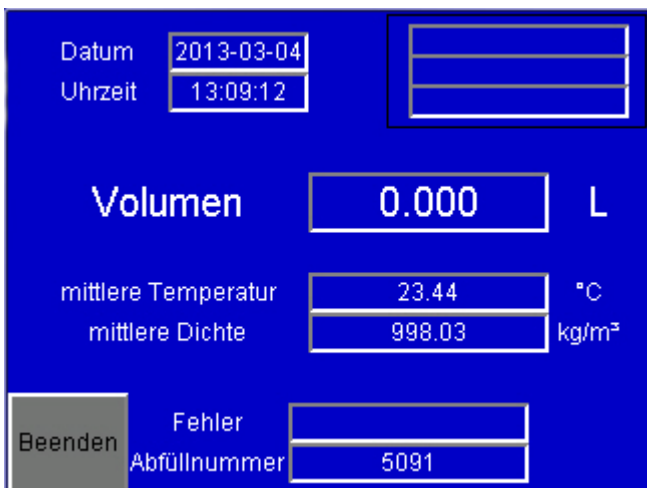 Datum 2013-03-04
Uhrzeit 13:09:12
Volumen 0.000 L
mittlere Temperatur 23.44 °C
mittlere Dichte 998.03 kg/m³
Fehler
Beenden
Abfüllnummer 5091